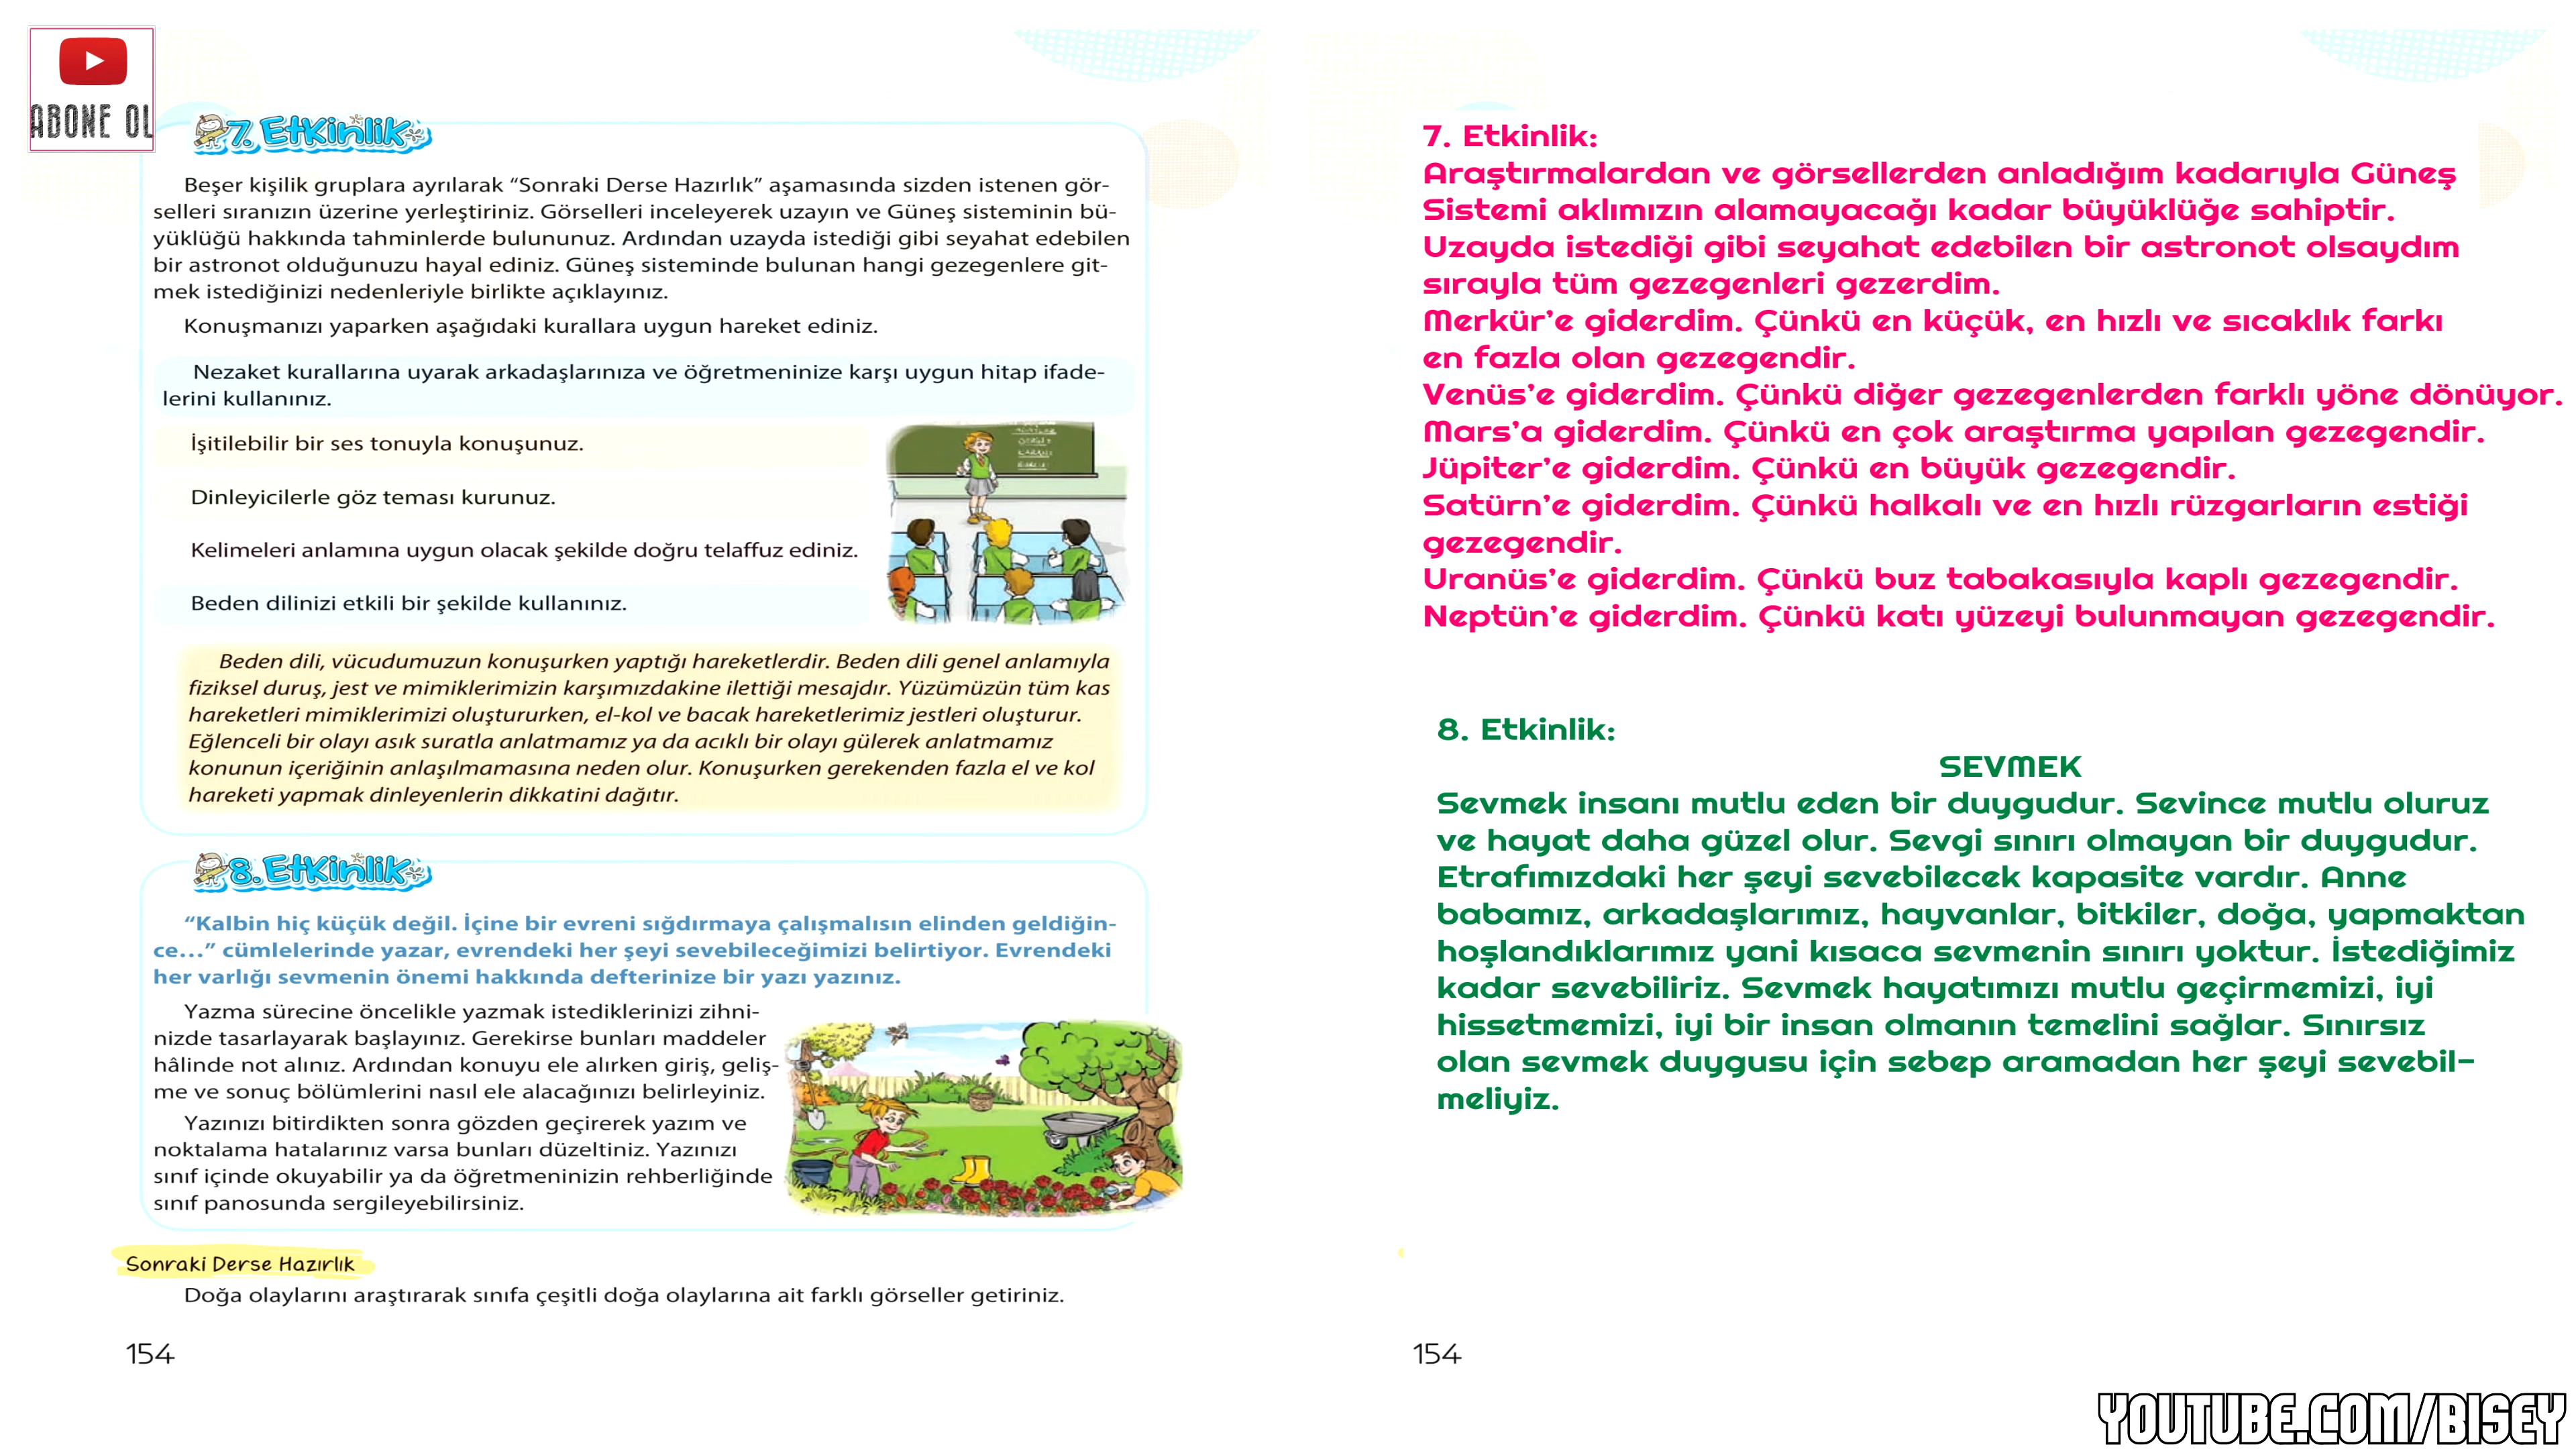 ABONE OL
7. Etkinlik
Beşer kişilik gruplara ayrılarak “Sonraki Derse Hazırlık” aşamasında sizden istenen gör-
selleri sıranızın üzerine yerleştiriniz. Görselleri inceleyerek uzayın ve Güneş sisteminin bü-
yüklüğü hakkında tahminlerde bulununuz. Ardından uzayda istediği gibi seyahat edebilen
bir astronot olduğunuzu hayal ediniz. Güneş sisteminde bulunan hangi gezegenlere git-
mek istediğinizi nedenleriyle birlikte açıklayınız.
Konuşmanızı yaparken aşağıdaki kurallara uygun hareket ediniz.
Nezaket kurallarına uyarak arkadaşlarınıza ve öğretmeninize karşı uygun hitap ifade-
lerini kullanınız.
İşitilebilir bir ses tonuyla konuşunuz.
Dinleyicilerle göz teması kurunuz.
Kelimeleri anlamına uygun olacak şekilde doğru telaffuz ediniz.
Beden dilinizi etkili bir şekilde kullanınız.
Beden dili, vücudumuzun konuşurken yaptığı hareketlerdir. Beden dili genel anlamıyla
fiziksel duruş, jest ve mimiklerimizin karşımızdakine ilettiği mesajdır. Yüzümüzün tüm kas
hareketleri mimiklerimizi oluştururken, el-kol ve bacak hareketlerimiz jestleri oluşturur.
Eğlenceli bir olayı asık suratla anlatmamız ya da acıklı bir olayı gülerek anlatmamız
konunun içeriğinin anlaşılmamasına neden olur. Konuşurken gerekenden fazla el ve kol
hareketi yapmak dinleyenlerin dikkatini dağıtır.
8. Etkinlik
“Kalbin hiç küçük değil. İçine bir evreni sığdırmaya çalışmalısın elinden geldiğin-
ce...” cümlelerinde yazar, evrendeki her şeyi sevebileceğimizi belirtiyor. Evrendeki
her varlığı sevmenin önemi hakkında defterinize bir yazı yazınız.
Yazma sürecine öncelikle yazmak istediklerinizi zihni-
nizde tasarlayarak başlayınız. Gerekirse bunları maddeler
hâlinde not alınız. Ardından konuyu ele alırken giriş, geliş-
me ve sonuç bölümlerini nasıl ele alacağınızı belirleyiniz.
Yazınızı bitirdikten sonra gözden geçirerek yazım ve
noktalama hatalarınız varsa bunları düzeltiniz. Yazınızı
sınıf içinde okuyabilir ya da öğretmeninizin rehberliğinde
sınıf panosunda sergileyebilirsiniz.
Sonraki Derse Hazırlık
Doğa olaylarını araştırarak sınıfa çeşitli doğa olaylarına ait farklı görseller getiriniz.
154
7. Etkinlik:
Araştırmalardan ve görsellerden anladığım kadarıyla Güneş
Sistemi aklımızın alamayacağı kadar büyüklüğe sahiptir.
Uzayda istediği gibi seyahat edebilen bir astronot olsaydım
sırayla tüm gezegenleri gezerdim.
Merkür’e giderdim. Çünkü en küçük, en hızlı ve sıcaklık farkı
en fazla olan gezegendir.
Venüs’e giderdim. Çünkü diğer gezegenlerden farklı yöne dönüyor.
Mars’a giderdim. Çünkü en çok araştırma yapılan gezegendir.
Jüpiter’e giderdim. Çünkü en büyük gezegendir.
Satürn’e giderdim. Çünkü halkalı ve en hızlı rüzgarların estiği
gezegendir.
Uranüs’e giderdim. Çünkü buz tabakasıyla kaplı gezegendir.
Neptün’e giderdim. Çünkü katı yüzeyi bulunmayan gezegendir.
8. Etkinlik:
SEVMEK
Sevmek insanı mutlu eden bir duygudur. Sevince mutlu oluruz
ve hayat daha güzel olur. Sevgi sınırı olmayan bir duygudur.
Etrafımızdaki her şeyi sevebilecek kapasite vardır. Anne
babamız, arkadaşlarımız, hayvanlar, bitkiler, doğa, yapmaktan
hoşlandıklarımız yani kısaca sevmenin sınırı yoktur. İstediğimiz
kadar sevebiliriz. Sevmek hayatımızı mutlu geçirmemizi, iyi
hissetmemizi, iyi bir insan olmanın temelini sağlar. Sınırsız
olan sevmek duygusu için sebep aramadan her şeyi sevebil-
meliyiz.
154
YOUTUBE.COM/BISEY